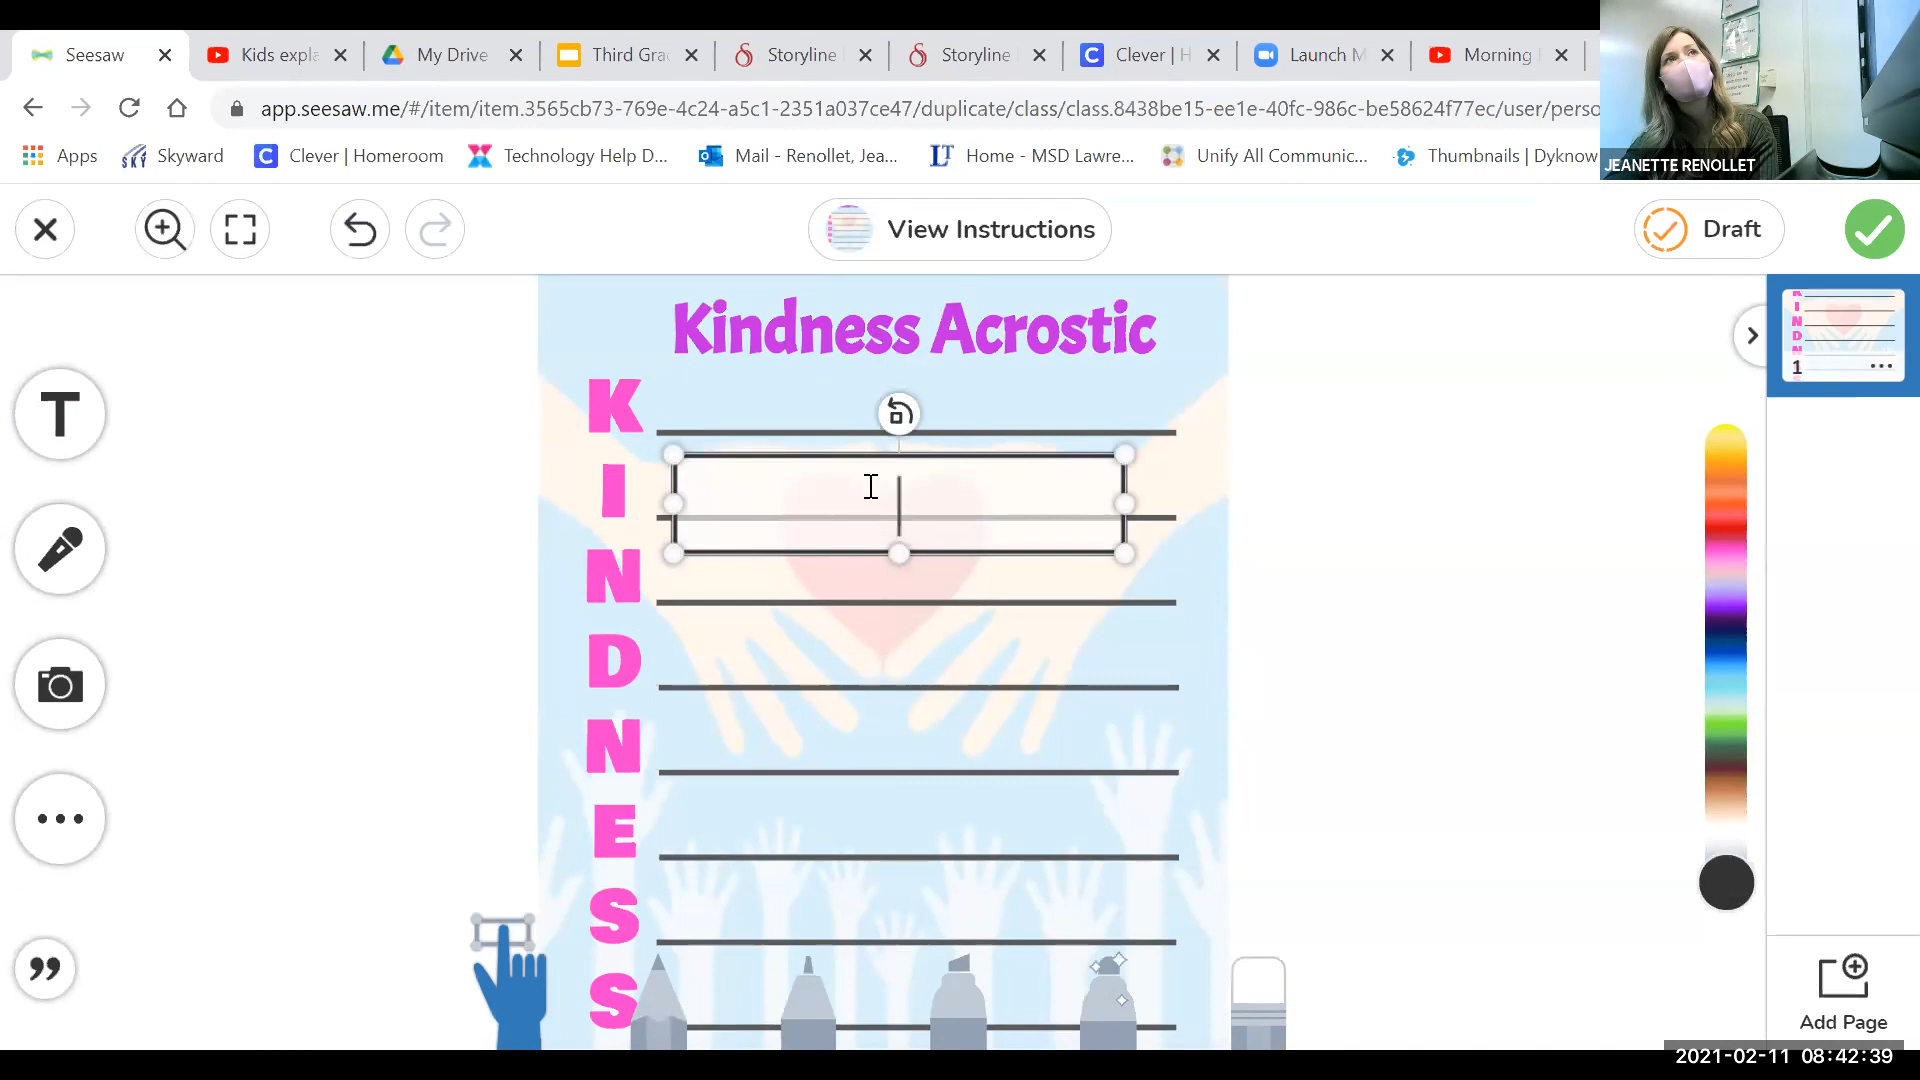 Seesaw
Kids expla
My Drive
Third Grad
Storyline
Storyline
Clever | H
Launch M
Morning
app.seesaw.me/#/item/item.3565cb73-769e-4c24-a5c1-2351a037ce47/duplicate/class/class.8438be15-ee1e-40fc-986c-be58624f77ec/user/perso
Apps
SKY Skyward
Clever | Homeroom
Technology Help D...
Mail - Renollet, Jea...
LT Home - MSD Lawre...
Unify All Communic...
Thumbnails | Dyknow
JEANETTE RENOLLET
View Instructions
Draft
Kindness Acrostic
K
I
N
D
N
E
S
S
T
1
Add Page
2021-02-11 08:42:39